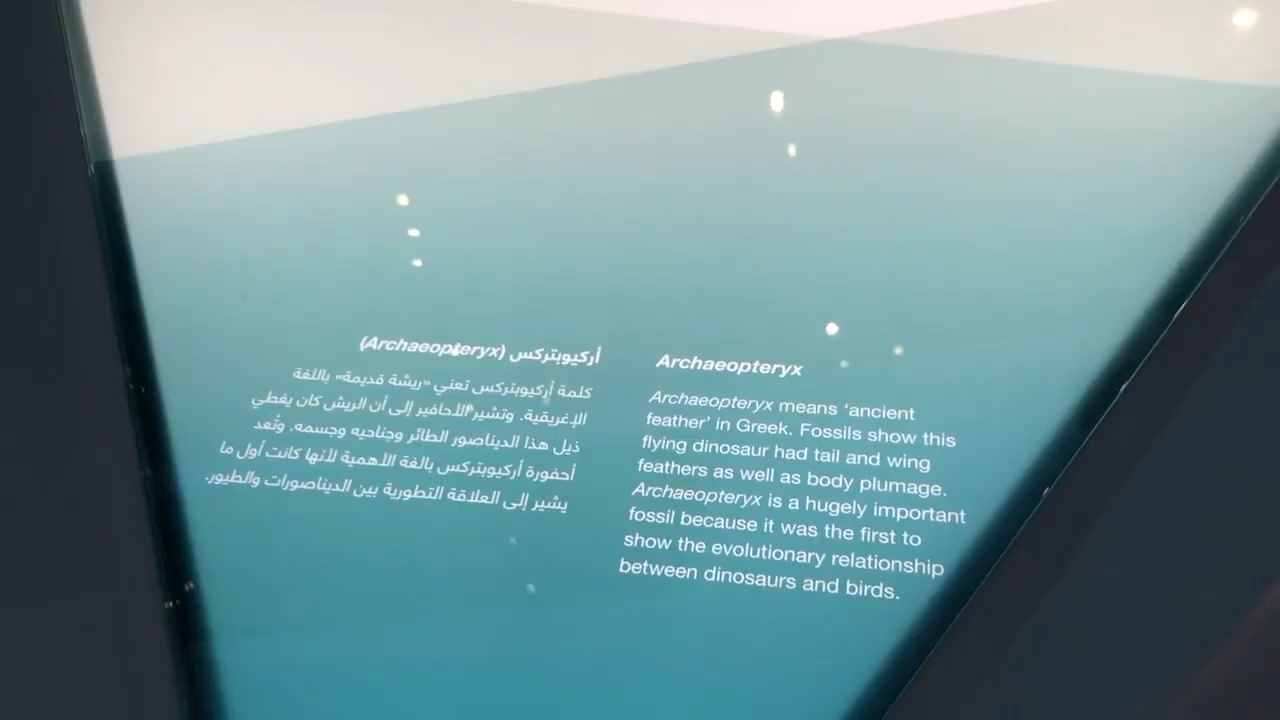 أركيوبتركس (Archaeopteryx)
كلمة أركيوبتركس تعني «ريشة قديمة» باللغة
الإغريقية. وتشير الأحافير إلى أن الريش كان يغطي
ذيل هذا الديناصور الطائر وجناحيه وجسمه. وتُعد
أحفورة أركيوبتركس بالغة الأهمية لأنها كانت أول ما
يشير إلى العلاقة التطورية بين الديناصورات والطيور.
Archaeopteryx
Archaeopteryx means ‘ancient
feather’ in Greek. Fossils show this
flying dinosaur had tail and wing
feathers as well as body plumage.
Archaeopteryx is a hugely important
fossil because it was the first to
show the evolutionary relationship
between dinosaurs and birds.